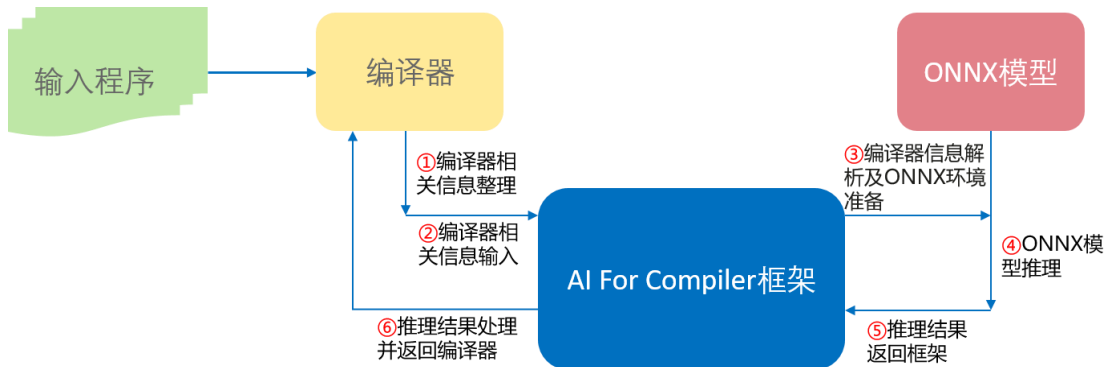 输入程序
编译器
ONNX模型
①编译器相
关信息整理
②编译器相
关信息输入
③编译器信息解
析及ONNX环境
准备
AI For Compiler框架
④ONNX模
型推理
⑤推理结果
返回框架
⑥推理结果处理
并返回编译器